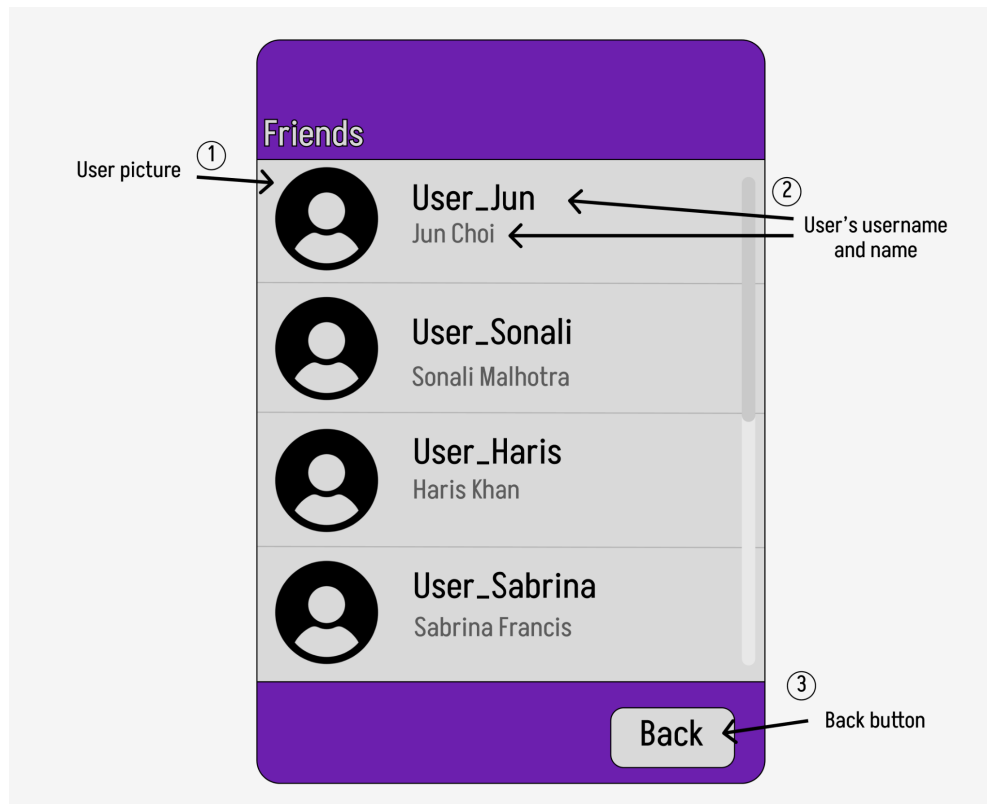 Friends
User picture
1
User_Jun
Jun Choi
2
User's username
and name
User_Sonali
Sonali Malhotra
User_Haris
Haris Khan
User_Sabrina
Sabrina Francis
3
Back
Back button